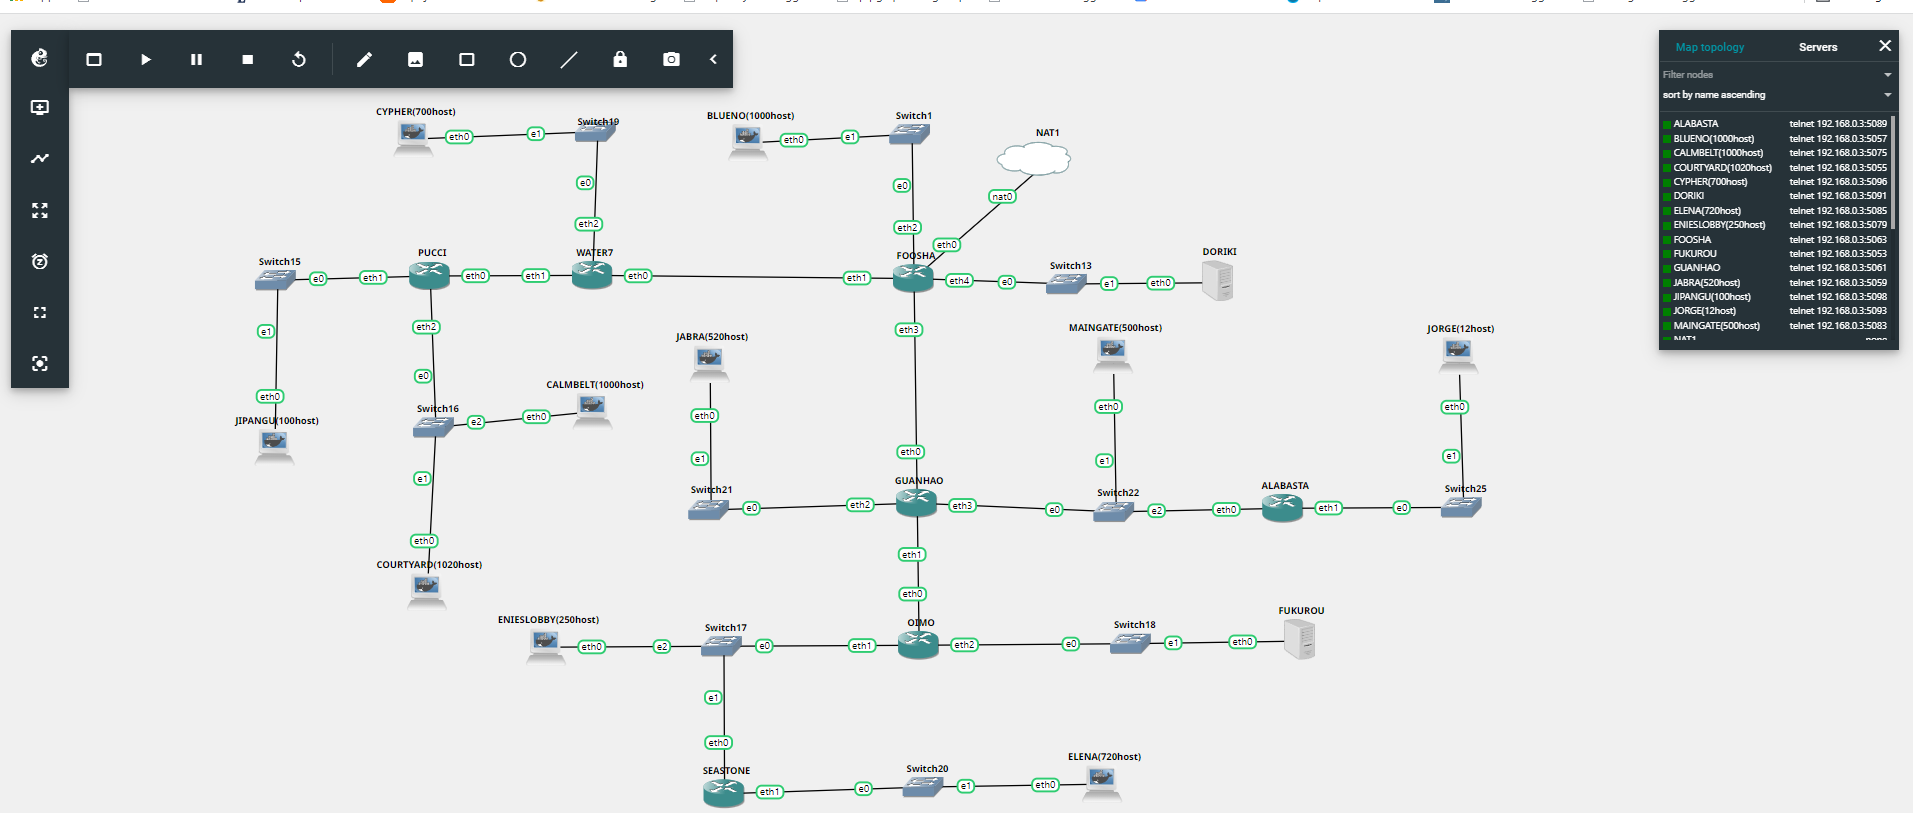 Map topology
Servers
Filter nodes
sort by name ascending
ALABASTA telnet 192.168.0.3:5089
BLUENO(1000host) telnet 192.168.0.3:5057
CALMBELT(1000host) telnet 192.168.0.3:5075
COURTYARD(1020host) telnet 192.168.0.3:5055
CYPHER(700host) telnet 192.168.0.3:5096
DORIKI telnet 192.168.0.3:5091
ELENA(720host) telnet 192.168.0.3:5085
ENIESLOBBY(250host) telnet 192.168.0.3:5079
FOOSHA telnet 192.168.0.3:5063
FUKUROU telnet 192.168.0.3:5053
GUANHAO telnet 192.168.0.3:5061
JABRA(520host) telnet 192.168.0.3:5059
JIPANGU(100host) telnet 192.168.0.3:5098
JORGE(12host) telnet 192.168.0.3:5093
MAINGATE(500host) telnet 192.168.0.3:5083
NAT1 none
CYPHER(700host)
eth0
e1
Switch19
BLUENO(1000host)
eth0
e1
Switch1
NAT1
e0
e0
nat0
eth2
eth2
eth0
Switch15
e0
eth1
PUCCI
eth0
eth1
WATER7
eth0
eth1
FOOSHA
eth4
e0
Switch13
e1
eth0
DORIKI
e1
eth2
eth3
JABRA(520host)
MAINGATE(500host)
JORGE(12host)
e0
CALMBELT(1000host)
eth0
JIPANGU(100host)
Switch16
e2
eth0
eth0
eth0
eth0
e1
e1
eth0
e1
e1
Switch21
e0
eth2
GUANHAO
eth3
e0
Switch22
e2
eth0
ALABASTA
eth1
e0
Switch25
eth0
COURTYARD(1020host)
eth1
eth0
ENIESLOBBY(250host)
eth0
e2
Switch17
e0
eth1
OIMO
eth2
e0
Switch18
e1
eth0
FUKUROU
e1
eth0
SEASTONE
eth1
e0
Switch20
e1
eth0
ELENA(720host)